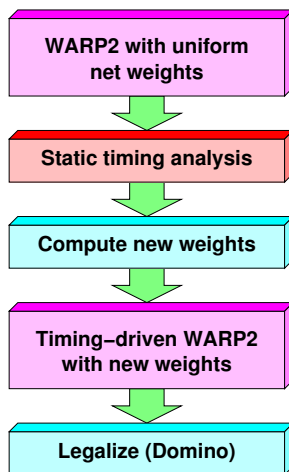 WARP2 with uniform
net weights
Static timing analysis
Compute new weights
Timing−driven WARP2
with new weights
Legalize (Domino)